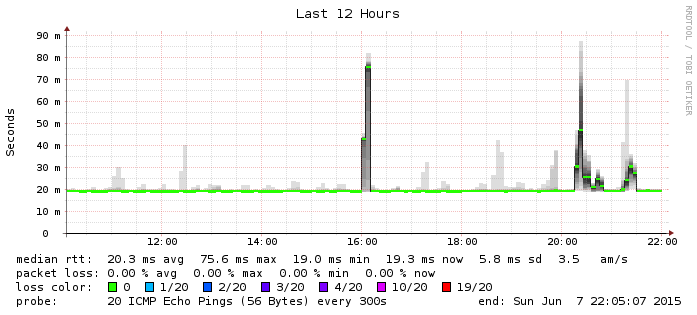 Last 12 Hours
RRDTOOL / TOBI OETIKER
Seconds
90 m
80 m
70 m
60 m
50 m
40 m
30 m
20 m
10 m
0
12:00 14:00 16:00 18:00 20:00 22:00
median rtt: 20.3 ms avg 75.6 ms max 19.0 ms min 19.3 ms now 5.8 ms sd 3.5 am/s
packet loss: 0.00 % avg 0.00 % max 0.00 % min 0.00 % now
loss color: 0 1/20 2/20 3/20 4/20 10/20 19/20
probe: 20 ICMP Echo Pings (56 Bytes) every 300s end: Sun Jun 7 22:05:07 2015